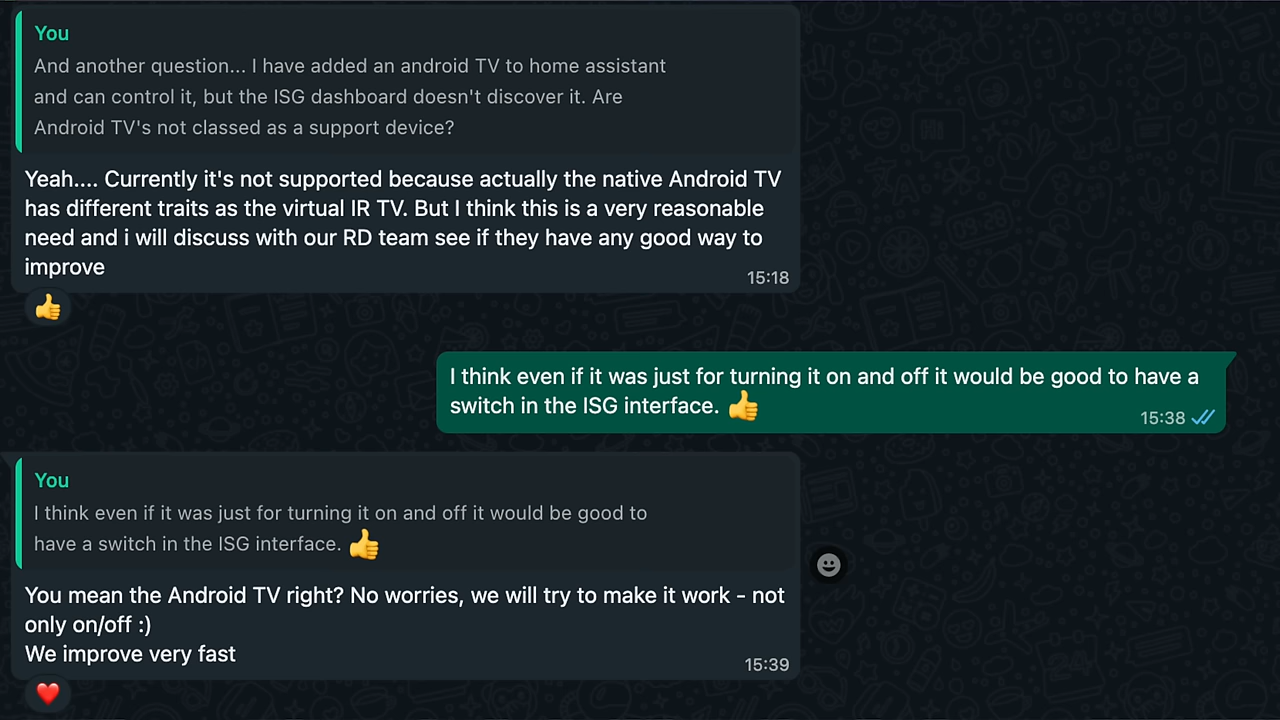 You
And another question... I have added an android TV to home assistant
and can control it, but the ISG dashboard doesn't discover it. Are
Android TV's not classed as a support device?
Yeah.... Currently it's not supported because actually the native Android TV
has different traits as the virtual IR TV. But I think this is a very reasonable
need and i will discuss with our RD team see if they have any good way to
improve
15:18
👍
I think even if it was just for turning it on and off it would be good to have a
switch in the ISG interface. 👍
15:38
You
I think even if it was just for turning it on and off it would be good to
have a switch in the ISG interface. 👍
You mean the Android TV right? No worries, we will try to make it work - not
only on/off :)
We improve very fast
15:39
❤️